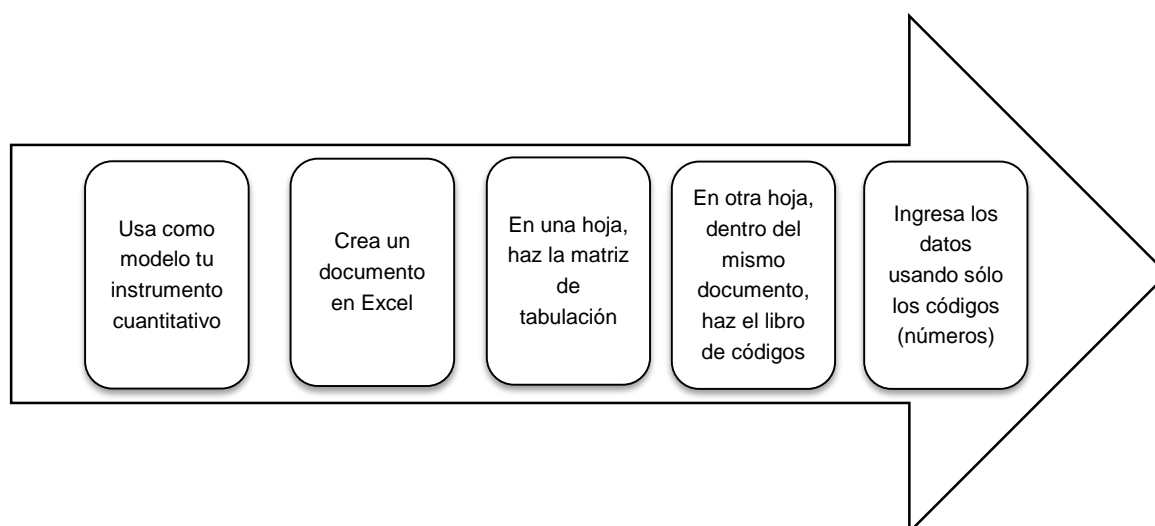 Usa como
modelo tu
instrumento
cuantitativo
Crea un
documento
en Excel
En una hoja,
haz la matriz
de
tabulación
En otra hoja,
dentro del
mismo
documento,
haz el libro
de códigos
Ingresa los
datos
usando sólo
los códigos
(números)